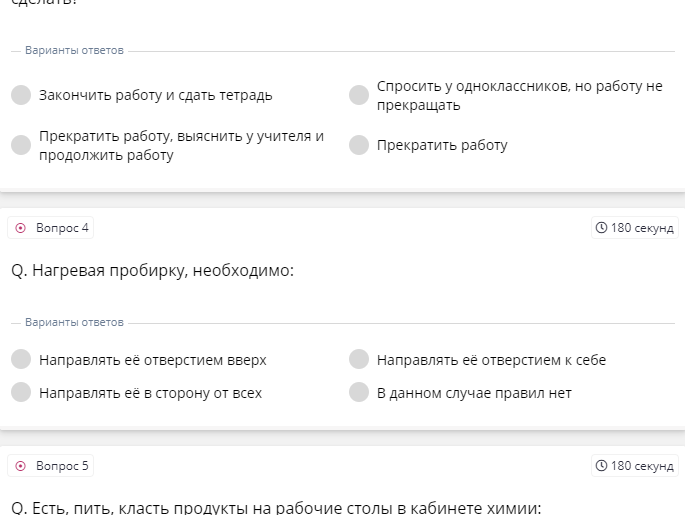 сделать?
Варианты ответов
Закончить работу и сдать тетрадь
Спросить у одноклассников, но работу не
прекращать
Прекратить работу, выяснить у учителя и
продолжить работу
Прекратить работу
Вопрос 4
180 секунд
Q. Нагревая пробирку, необходимо:
Варианты ответов
Направлять её отверстием вверх
Направлять её отверстием к себе
Направлять её в сторону от всех
В данном случае правил нет
Вопрос 5
180 секунд
Q. Есть, пить, класть продукты на рабочие столы в кабинете химии: